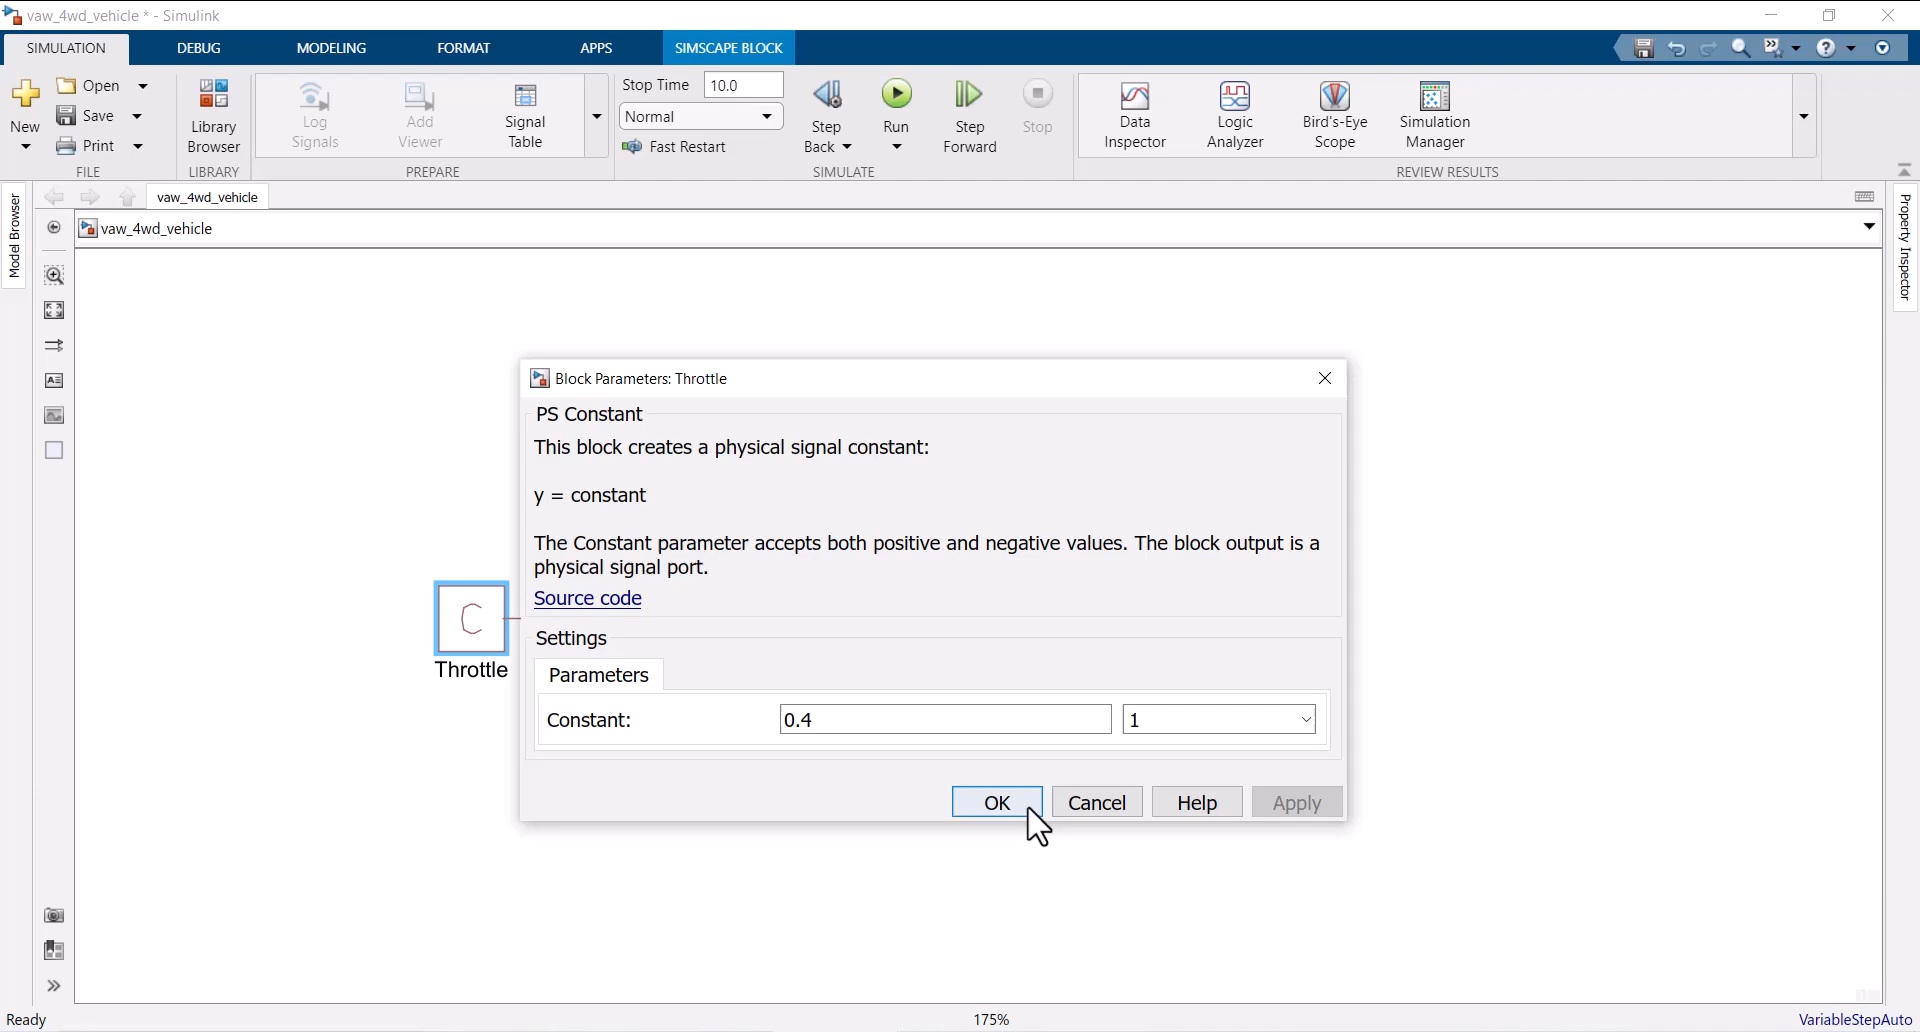 vaw_4wd_vehicle * - Simulink
SIMULATION DEBUG MODELING FORMAT APPS SIMSCAPE BLOCK
New
Open
Save
Print
FILE
Library
Browser
LIBRARY
Log
Signals
Add
Viewer
Signal
Table
PREPARE
Stop Time 10.0
Normal
Fast Restart
Step
Back
Run
Step
Forward
Stop
SIMULATE
Data
Inspector
Logic
Analyzer
Bird's-Eye
Scope
Simulation
Manager
REVIEW RESULTS
Model Browser
vaw_4wd_vehicle
vaw_4wd_vehicle
Property Inspector
C
Throttle
Block Parameters: Throttle
PS Constant
This block creates a physical signal constant:
y = constant
The Constant parameter accepts both positive and negative values. The block output is a
physical signal port.
Source code
Settings
Parameters
Constant: 0.4 1
OK Cancel Help Apply
Ready 175% VariableStepAuto